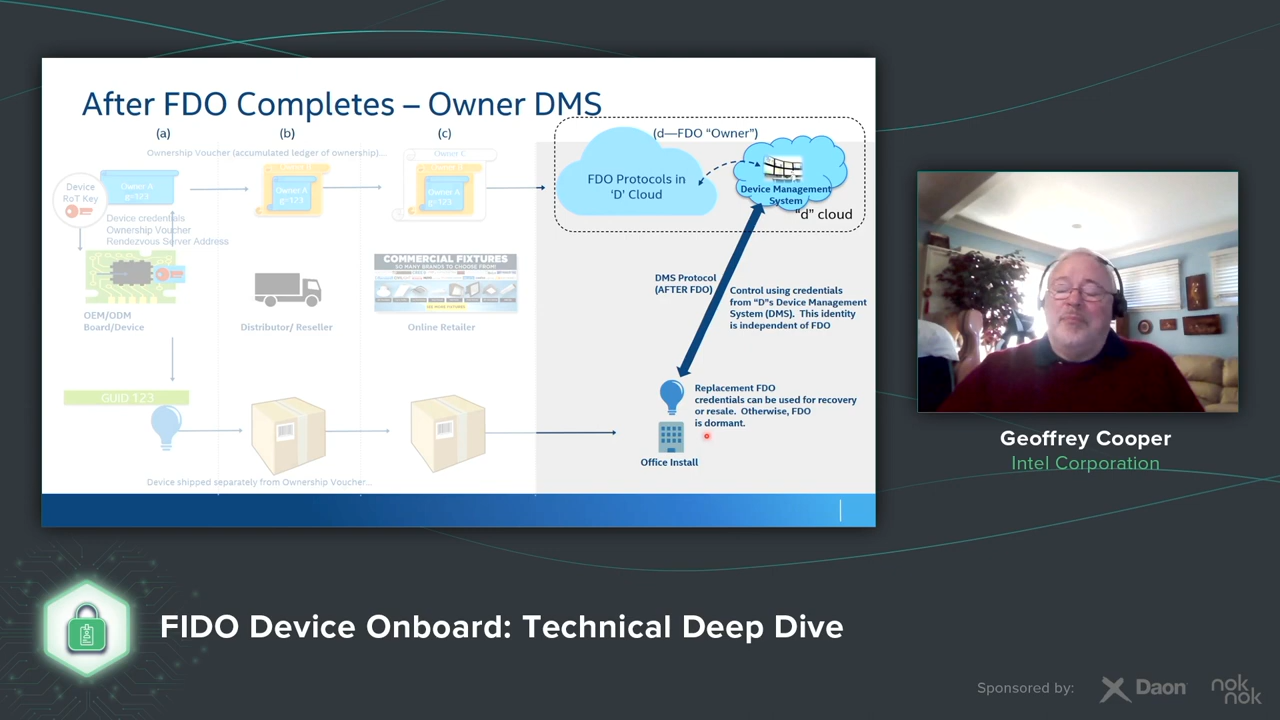 After FDO Completes – Owner DMS
(a)
(b)
(c)
(d—FDO "Owner")
Ownership Voucher (accumulated ledger of ownership)...
Device
RoT Key
Owner A
g=123
Owner A
g=123
Owner C
Owner A
g=123
FDO Protocols in
'D' Cloud
Device Management
System
"d" cloud
Device credentials
Ownership Voucher
Rendezvous Server Address
COMMERCIAL FIXTURES
SO MANY BRANDS TO CHOOSE FROM!
DMS Protocol
(AFTER FDO)
Control using credentials
from "D"s Device Management
System (DMS). This identity
is independent of FDO
OEM/ODM
Board/Device
Distributor/ Reseller
Online Retailer
GUID 123
Replacement FDO
credentials can be used for recovery
or resale. Otherwise, FDO
is dormant.
Office Install
Device shipped separately from Ownership Voucher...
Geoffrey Cooper
Intel Corporation
FIDO Device Onboard: Technical Deep Dive
Sponsored by:
Daon
nok
nok